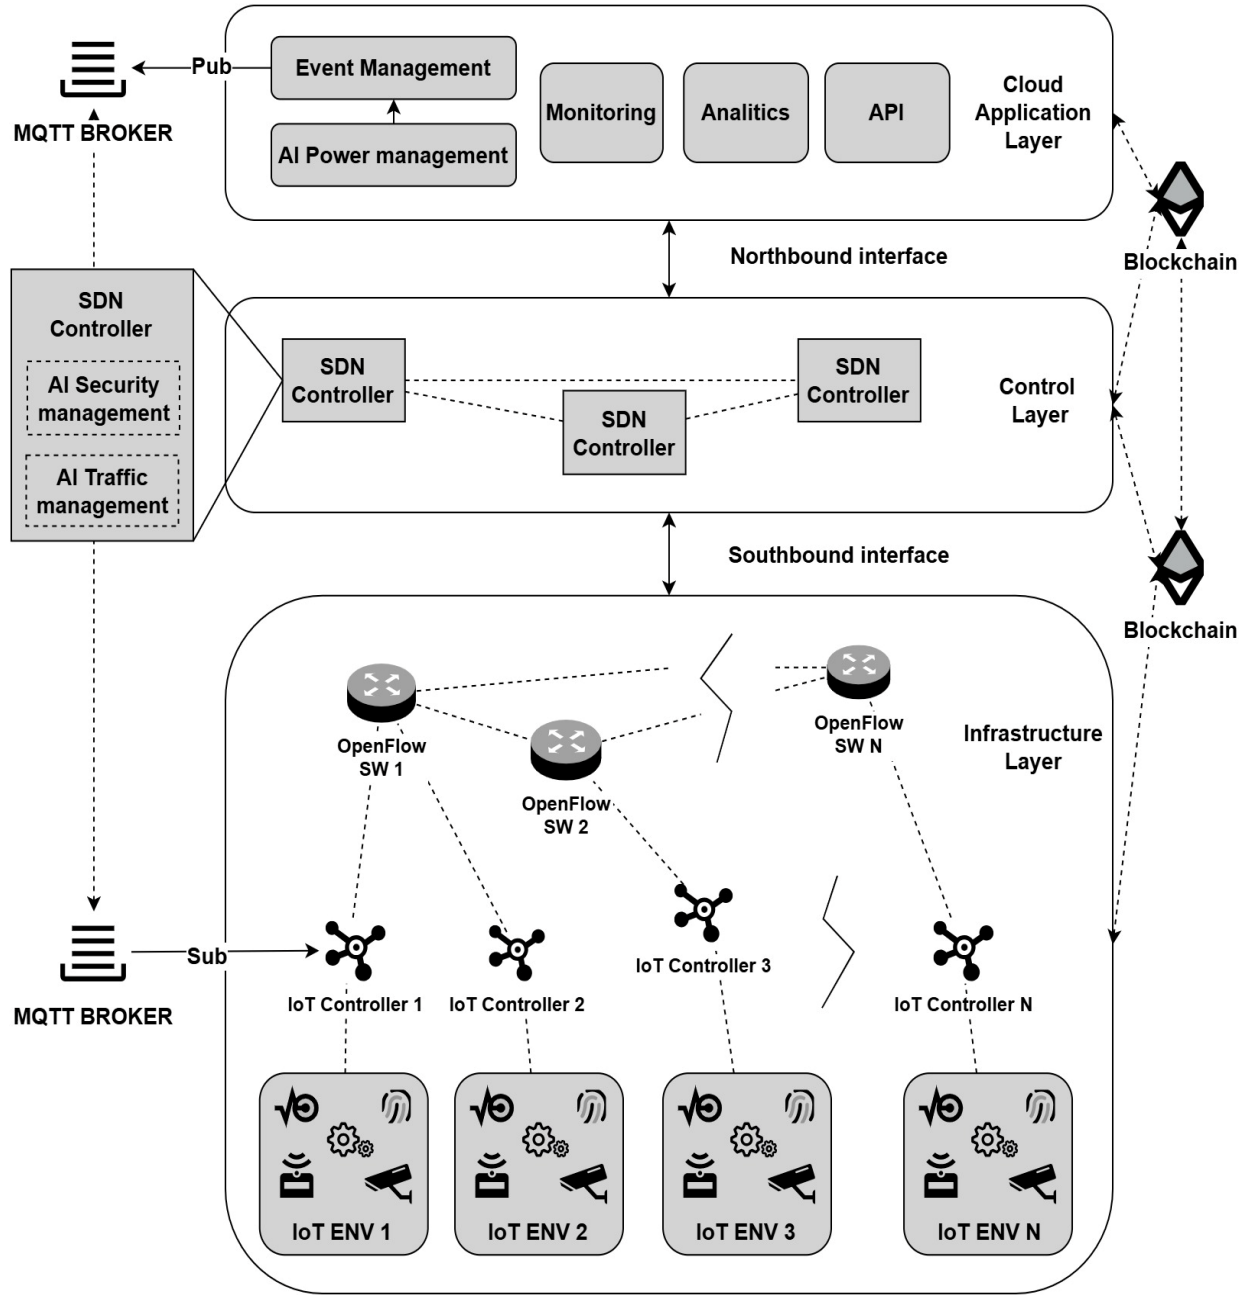 Pub
MQTT BROKER
Event Management
AI Power management
Monitoring
Analitics
API
Cloud
Application
Layer
Blockchain
Northbound interface
SDN
Controller
AI Security
management
AI Traffic
management
SDN
Controller
SDN
Controller
SDN
Controller
Control
Layer
Southbound interface
Blockchain
OpenFlow
SW 1
OpenFlow
SW 2
OpenFlow
SW N
Infrastructure
Layer
Sub
MQTT BROKER
IoT Controller 1
IoT Controller 2
IoT Controller 3
IoT Controller N
IoT ENV 1
IoT ENV 2
IoT ENV 3
IoT ENV N